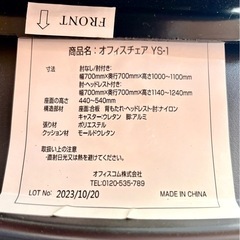 FRONT
商品名：オフィスチェア YS-1
寸法 肘なし/肘付き:
幅700mm×奥行700mm×高さ1000～1100mm
肘・ヘッドレスト付き:
幅700mm×奥行700mm×高さ1140～1240mm
座面の高さ 440～540mm
部材 座面:合板 背もたれ・ヘッドレスト・肘:ナイロン
キャスター:ウレタン 脚:アルミ
張り材 ポリエステル
クッション材 モールドウレタン
取扱い上の注意
・直射日光又は熱を避けてください。
オフィスコム株式会社
TEL:0120-535-789
LOT No: 2023/10/20 MADE IN CHINA